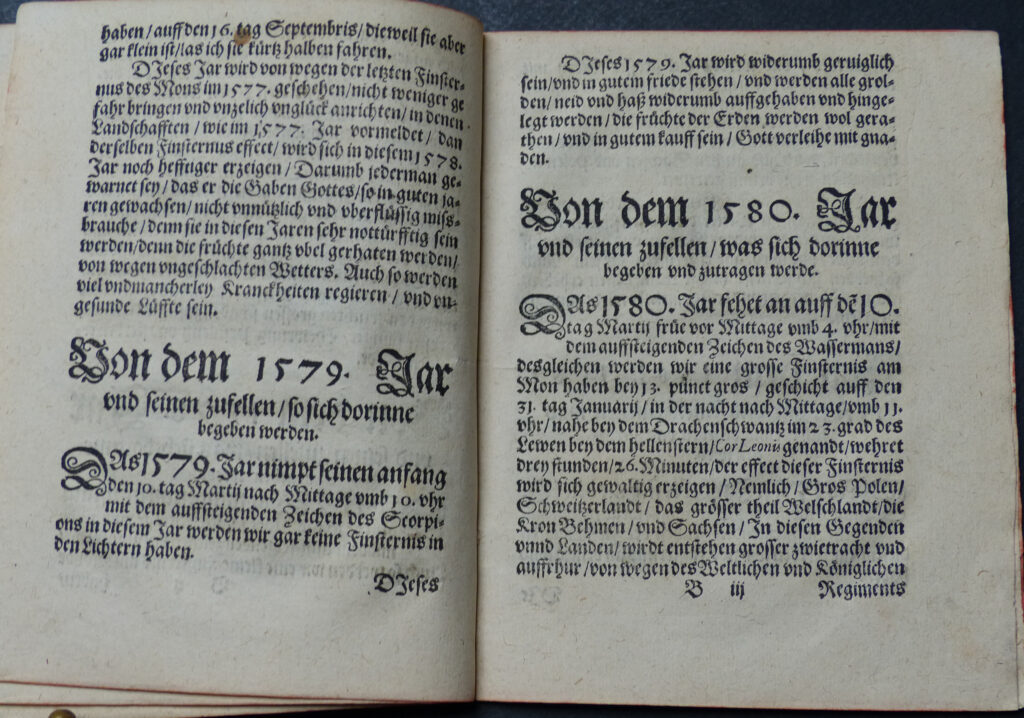 haben / auff den 16. tag Septembris / dieweil sie aber
gar klein ist / las ich sie kürtz halben fahren.
DIeses Jar wird von wegen der letzten Finster-
nus des Mons im 1577. geschehen / nicht weniger ge
fahr bringen vnd vnzelich vnglück anrichten / in denen
Landschafften / wie im 1577. Jar vormeldet / dan
derselben Finsternus effect / wird sich in diesem 1578.
Jar noch hefftiger erzeigen / Darumb jederman ge-
warnet sey / das er die Gaben Gottes / so in guten ja-
ren gewachsen / nicht vnnützlich vnd vberflüssig miss-
brauche / denn sie in diesen Jaren sehr nottürfftig sein
werden / denn die früchte gantz vbel gerhaten werden /
von wegen vngeschlachten Wetters. Auch so werden
viel vndmancherley Kranckheiten regieren / vnd vn-
gesunde Lüffte sein.
Von dem 1579. Jar
vnd seinen zufellen / so sich dorinne
begeben werden.
DAs 1579. Jar nimpt seinen anfang
den 10. tag Martij nach Mittage vmb 10. vhr
mit dem auffsteigenden Zeichen des Scorpi-
ons in diesem Jar werden wir gar keine Finsternis in
den Lichtern haben.
DIeses
DIeses 1579. Jar wird widerumb geruiglich
sein / vnd in gutem friede stehen / vnd werden alle grol-
len / neid vnd haß widerumb auffgehaben vnd hinge-
legt werden / die früchte der Erden werden wol gera-
then / vnd in gutem kauff sein / Gott verleihe mit gna-
den.
Von dem 1580. Jar
vnd seinen zufellen / was sich dorinne
begeben vnd zutragen werde.
DAs 1580. Jar fehet an auff dē 10.
tag Martij früe vor Mittage vmb 4. vhr / mit
dem auffsteigenden Zeichen des Wassermans /
desgleichen werden wir eine grosse Finsternis am
Mon haben bey 13. pünct gros / geschicht auff den
31. tag Januarij / in der nacht nach Mittage / vmb 11.
vhr / nahe bey dem Drachenschwantz im 23. grad des
Lewen bey dem hellenstern / Cor Leonis genandt / wehret
drey stunden / 26. Minuten / der effect dieser Finsternis
wird sich gewaltig erzeigen / Nemlich / Gros Polen /
Schweitzerlandt / das grösser theil Welschlandt / die
Kron Behmen / vnd Sachsen / In diesen Gegenden
vnnd Landen / wirdt entstehen grosser zwietracht vnd
auffrhur / von wegen des Weltlichen vnd Königlichen
B iij Regiments